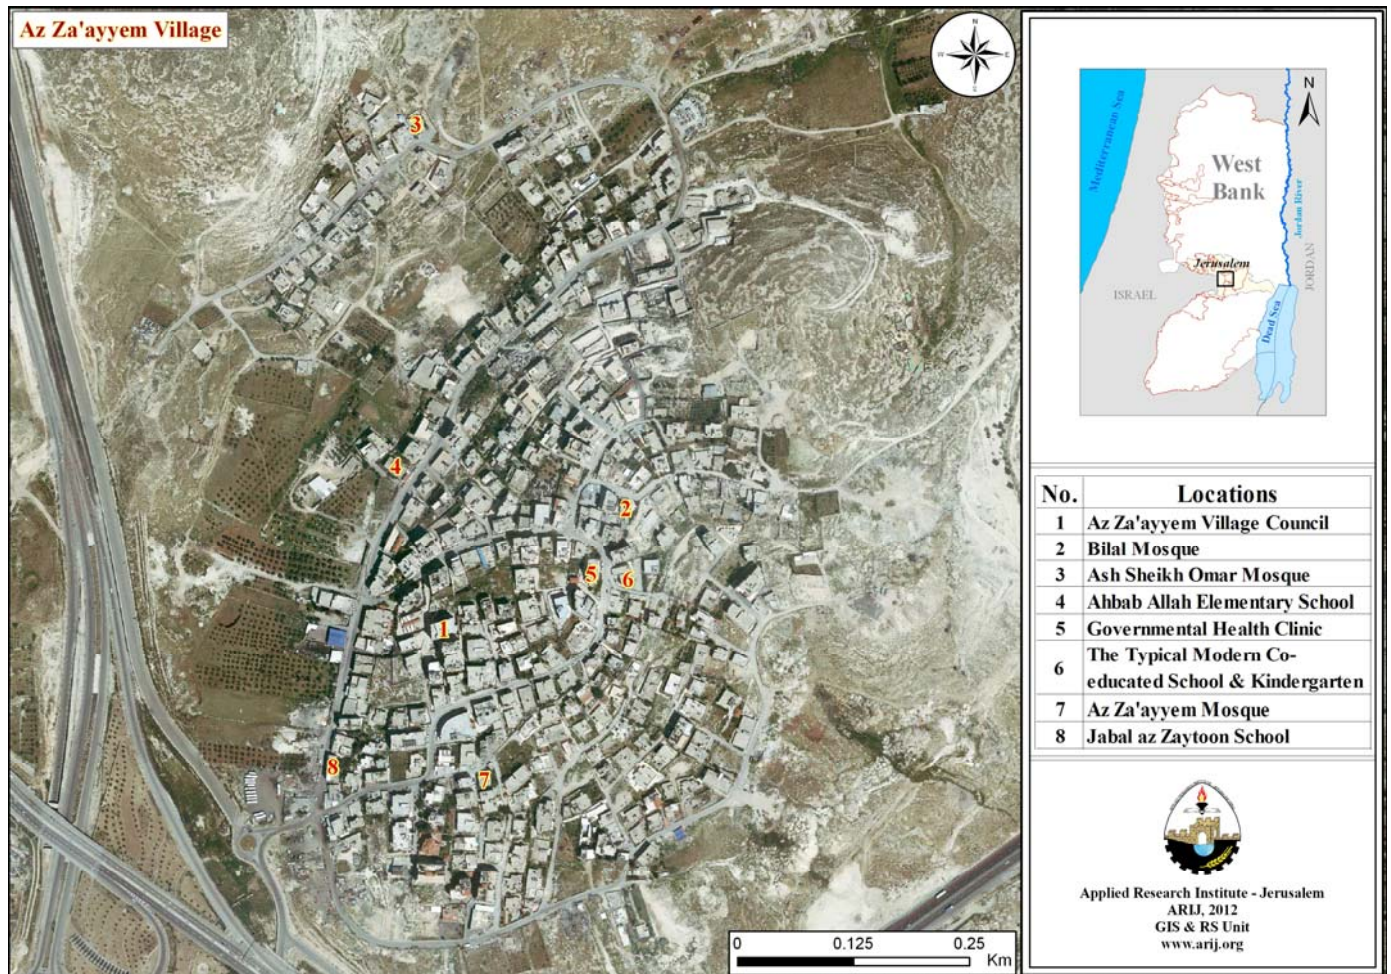 Az Za'ayyem Village
N
W
E
S
3
4
2
5
6
1
8
7
0
0.125
0.25
Km
N
Mediterranean Sea
West
Bank
Jordan River
Jerusalem
ISRAEL
JORDAN
Dead Sea
No. Locations
1 Az Za'ayyem Village Council
2 Bilal Mosque
3 Ash Sheikh Omar Mosque
4 Ahbab Allah Elementary School
5 Governmental Health Clinic
6 The Typical Modern Co-
educated School & Kindergarten
7 Az Za'ayyem Mosque
8 Jabal az Zaytoon School
Applied Research Institute - Jerusalem
ARIJ, 2012
GIS & RS Unit
www.arij.org